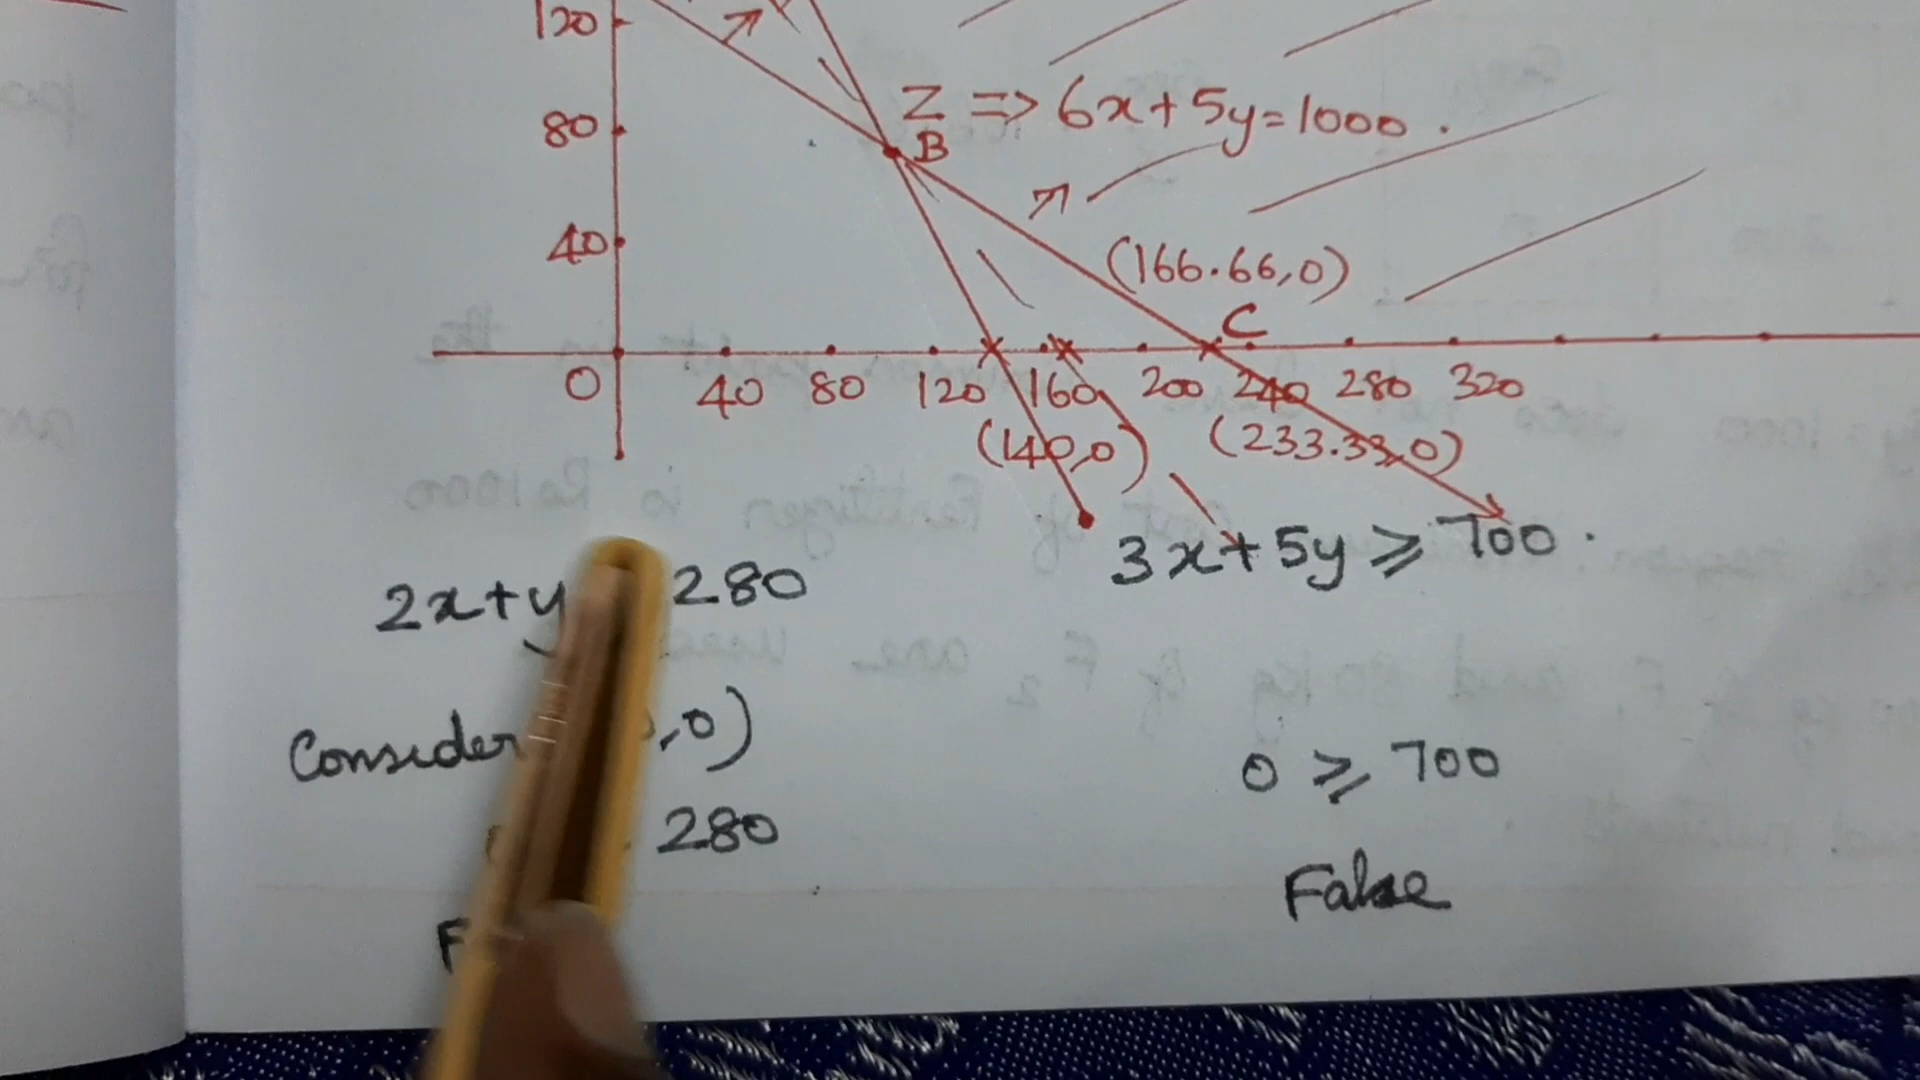 120
Z => 6x+5y=1000.
80
B
40
(166.66,0)
C
0 40 80 120 160 200 240 280 320
(140,0) (233.33,0)
3x+5y ⩾ 700.
2x+y 280
Consider ,0)
0 ⩾ 700
280
False
F